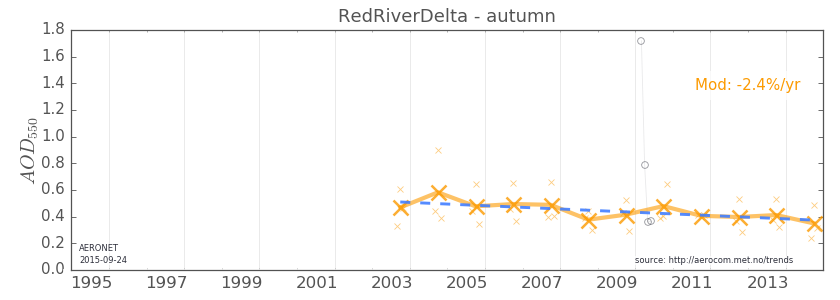 RedRiverDelta - autumn
1.8
1.6
1.4
1.2
1.0
0.8
0.6
0.4
0.2
0.0
AOD550
Mod: -2.4%/yr
AERONET
2015-09-24
source: http://aerocom.met.no/trends
1995 1997 1999 2001 2003 2005 2007 2009 2011 2013